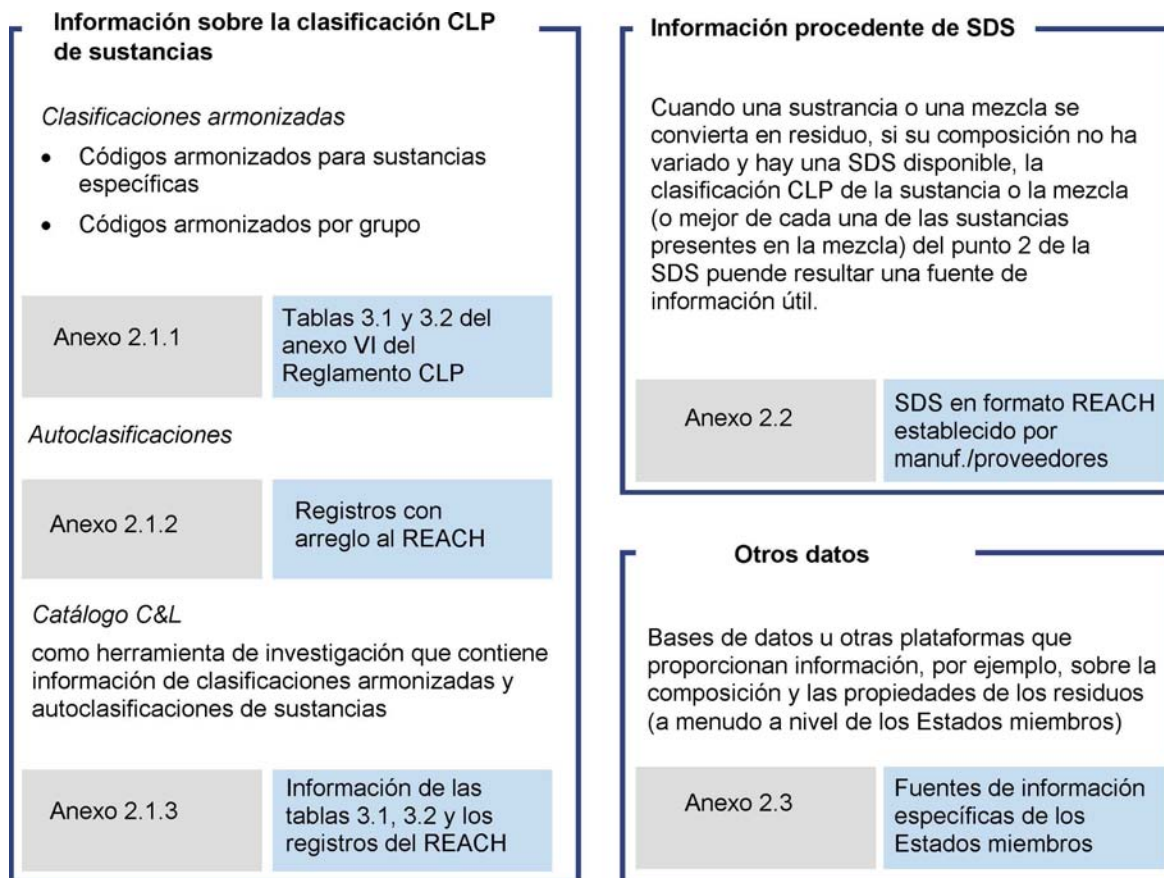 Información sobre la clasificación CLP
de sustancias
Clasificaciones armonizadas
• Códigos armonizados para sustancias
específicas
• Códigos armonizados por grupo
Anexo 2.1.1
Tablas 3.1 y 3.2 del
anexo VI del
Reglamento CLP
Autoclasificaciones
Anexo 2.1.2
Registros con
arreglo al REACH
Catálogo C&L
como herramienta de investigación que contiene
información de clasificaciones armonizadas y
autoclasificaciones de sustancias
Anexo 2.1.3
Información de las
tablas 3.1, 3.2 y los
registros del REACH
Información procedente de SDS
Cuando una sustrancia o una mezcla se
convierta en residuo, si su composición no ha
variado y hay una SDS disponible, la
clasificación CLP de la sustancia o la mezcla
(o mejor de cada una de las sustancias
presentes en la mezcla) del punto 2 de la
SDS puende resultar una fuente de
información útil.
Anexo 2.2
SDS en formato REACH
establecido por
manuf./proveedores
Otros datos
Bases de datos u otras plataformas que
proporcionan información, por ejemplo, sobre la
composición y las propiedades de los residuos
(a menudo a nivel de los Estados miembros)
Anexo 2.3
Fuentes de información
específicas de los
Estados miembros